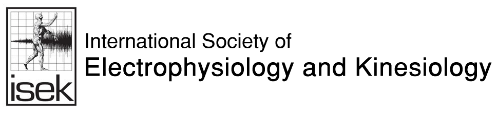 International Society of
Electrophysiology and Kinesiology
isek